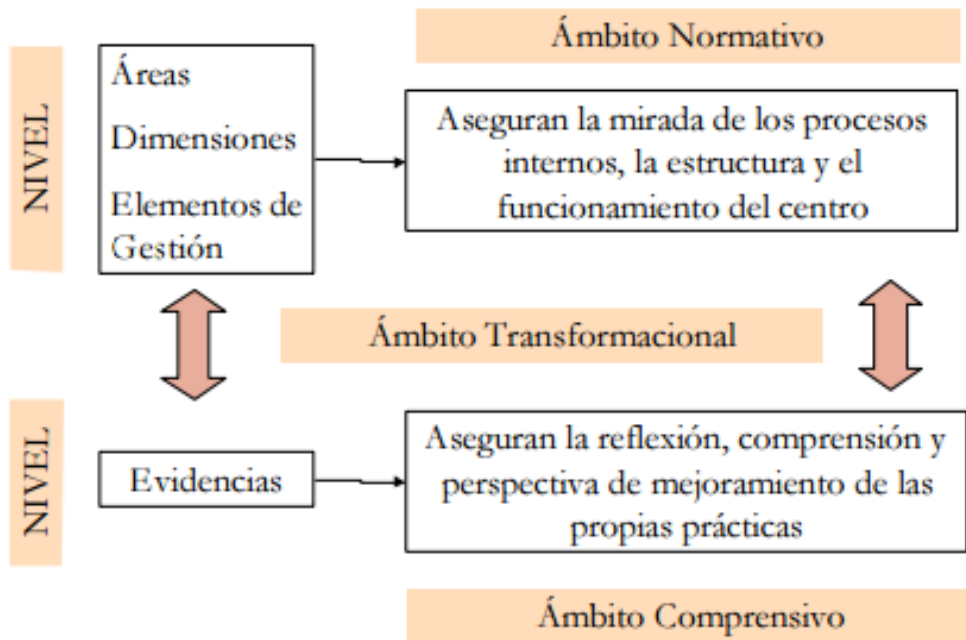 Ámbito Normativo
NIVEL
Áreas
Dimensiones
Elementos de
Gestión
Aseguran la mirada de los procesos
internos, la estructura y el
funcionamiento del centro
Ámbito Transformacional
NIVEL
Evidencias
Aseguran la reflexión, comprensión y
perspectiva de mejoramiento de las
propias prácticas
Ámbito Comprensivo